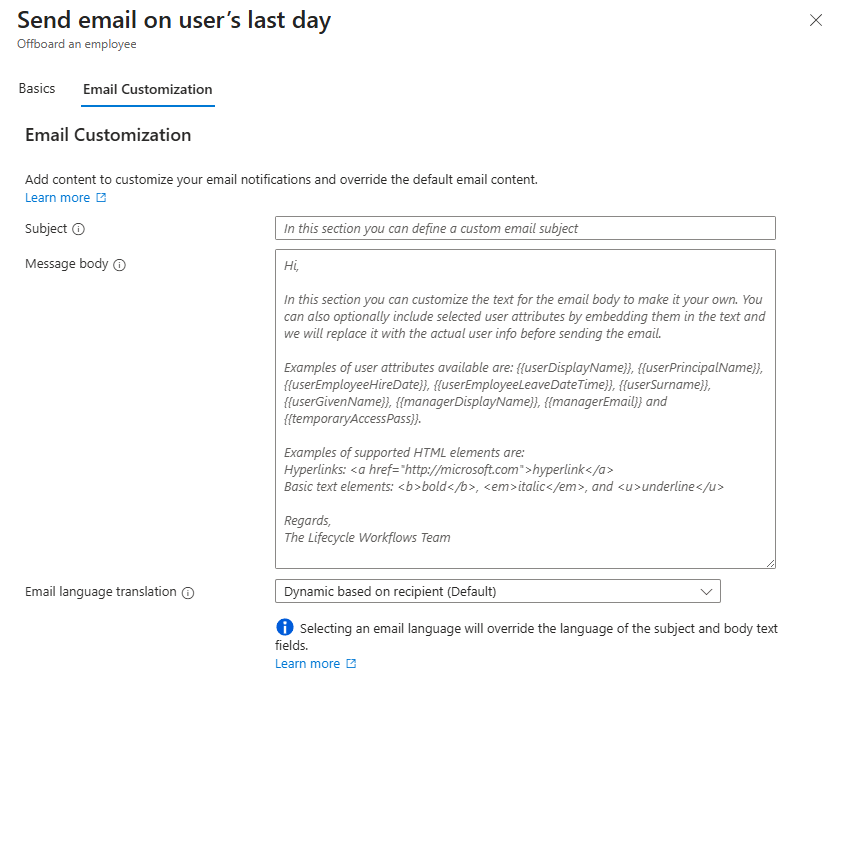 Send email on user’s last day
Offboard an employee
Basics
Email Customization
Email Customization
Add content to customize your email notifications and override the default email content.
Learn more
Subject
In this section you can define a custom email subject
Message body
Hi,
In this section you can customize the text for the email body to make it your own. You
can also optionally include selected user attributes by embedding them in the text and
we will replace it with the actual user info before sending the email.
Examples of user attributes available are: {{userDisplayName}}, {{userPrincipalName}},
{{userEmployeeHireDate}}, {{userEmployeeLeaveDateTime}}, {{userSurname}},
{{userGivenName}}, {{managerDisplayName}}, {{managerEmail}} and
{{temporaryAccessPass}}.
Examples of supported HTML elements are:
Hyperlinks: <a href="http://microsoft.com">hyperlink</a>
Basic text elements: <b>bold</b>, <em>italic</em>, and <u>underline</u>
Regards,
The Lifecycle Workflows Team
Email language translation
Dynamic based on recipient (Default)
Selecting an email language will override the language of the subject and body text
fields.
Learn more